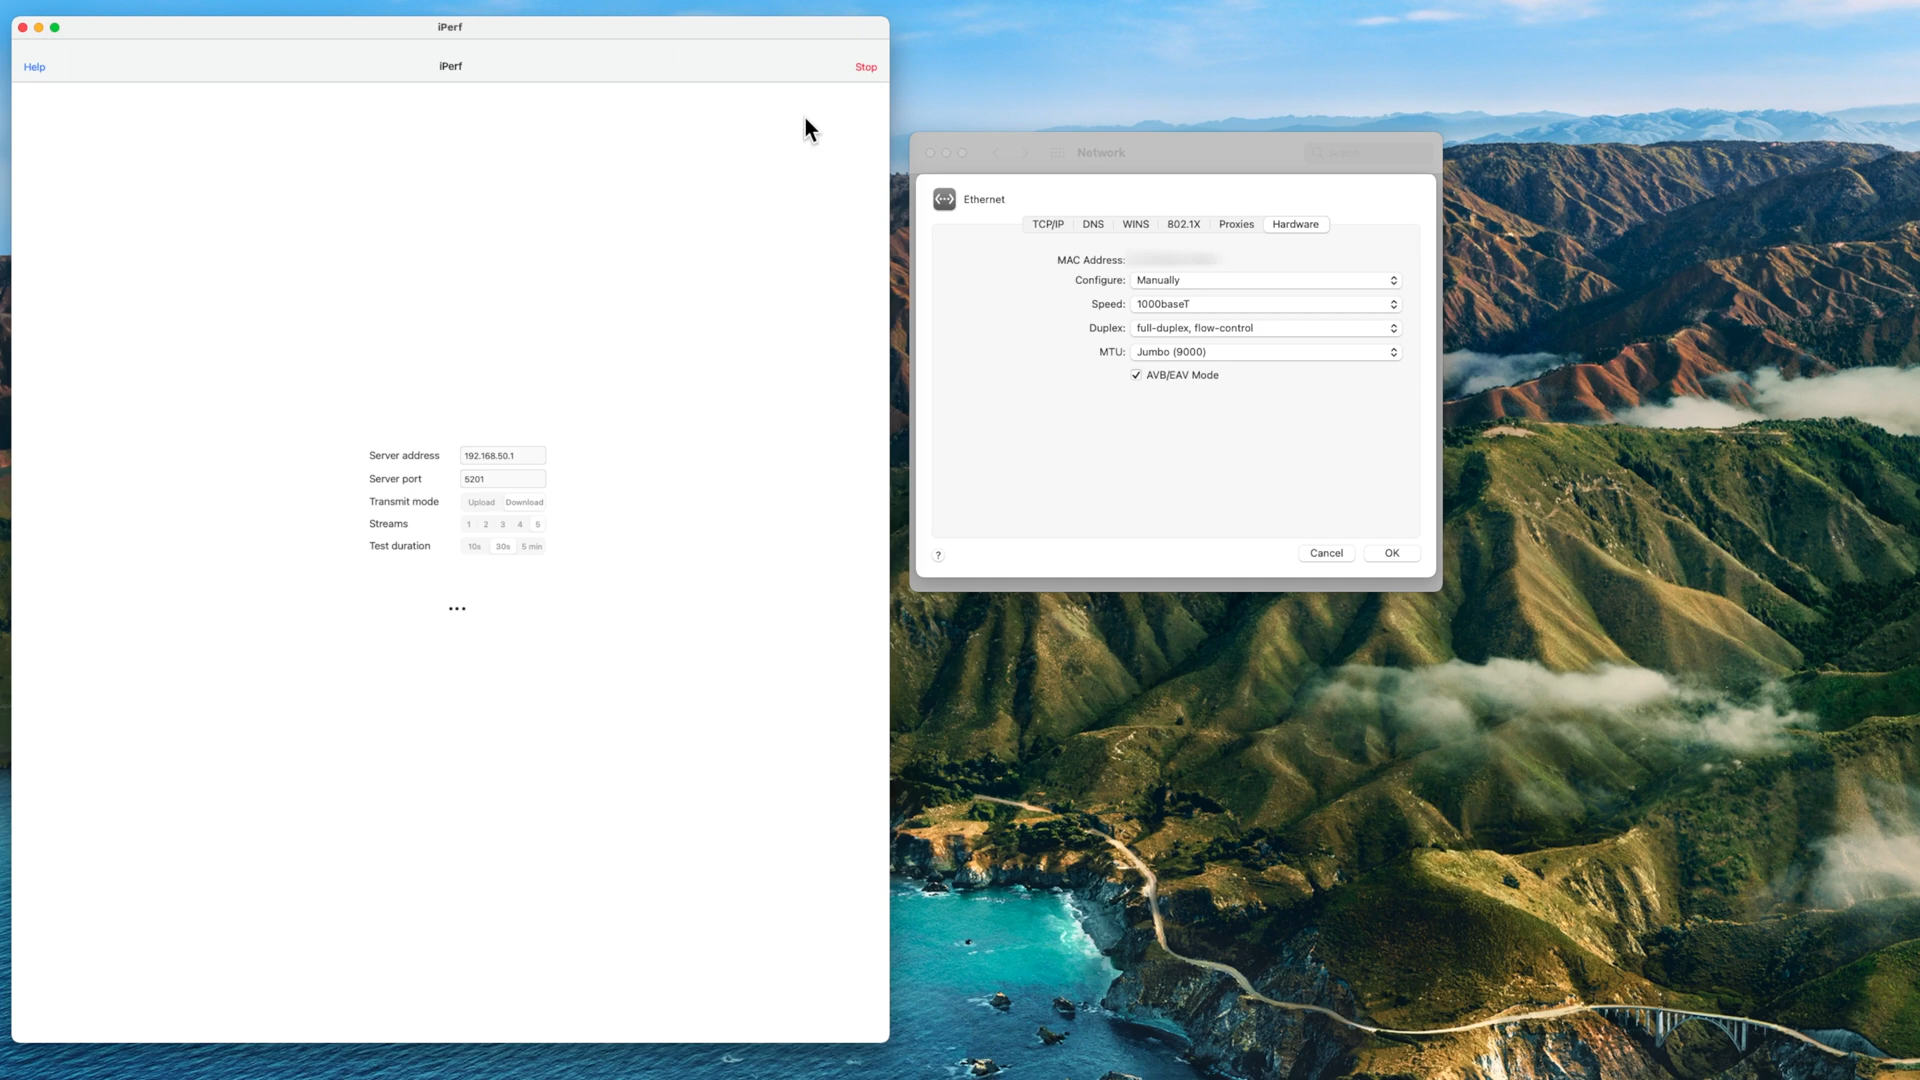 iPerf
Help
iPerf
Stop
Server address
192.168.50.1
Server port
5201
Transmit mode
Upload
Download
Streams
1 2 3 4 5
Test duration
10s 30s 5 min
Network
Search
Ethernet
TCP/IP
DNS
WINS
802.1X
Proxies
Hardware
MAC Address:
Configure: Manually
Speed: 1000baseT
Duplex: full-duplex, flow-control
MTU: Jumbo (9000)
AVB/EAV Mode
?
Cancel
OK